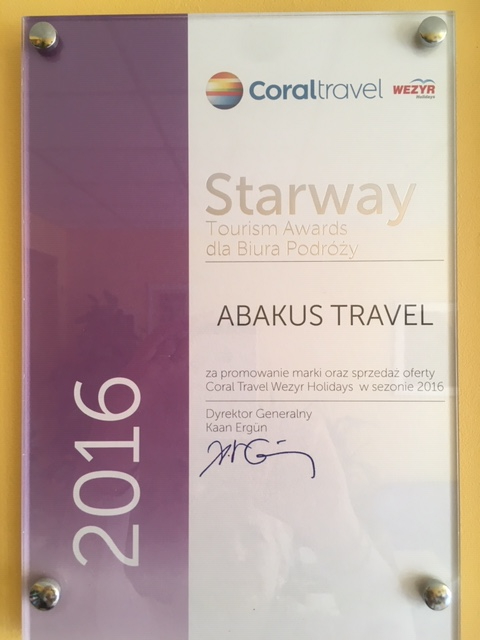 Coraltravel WEZYR
Holidays
Starway
Tourism Awards
dla Biura Podróży
ABAKUS TRAVEL
za promowanie marki oraz sprzedaż oferty
Coral Travel Wezyr Holidays w sezonie 2016
Dyrektor Generalny
Kaan Ergün
2016